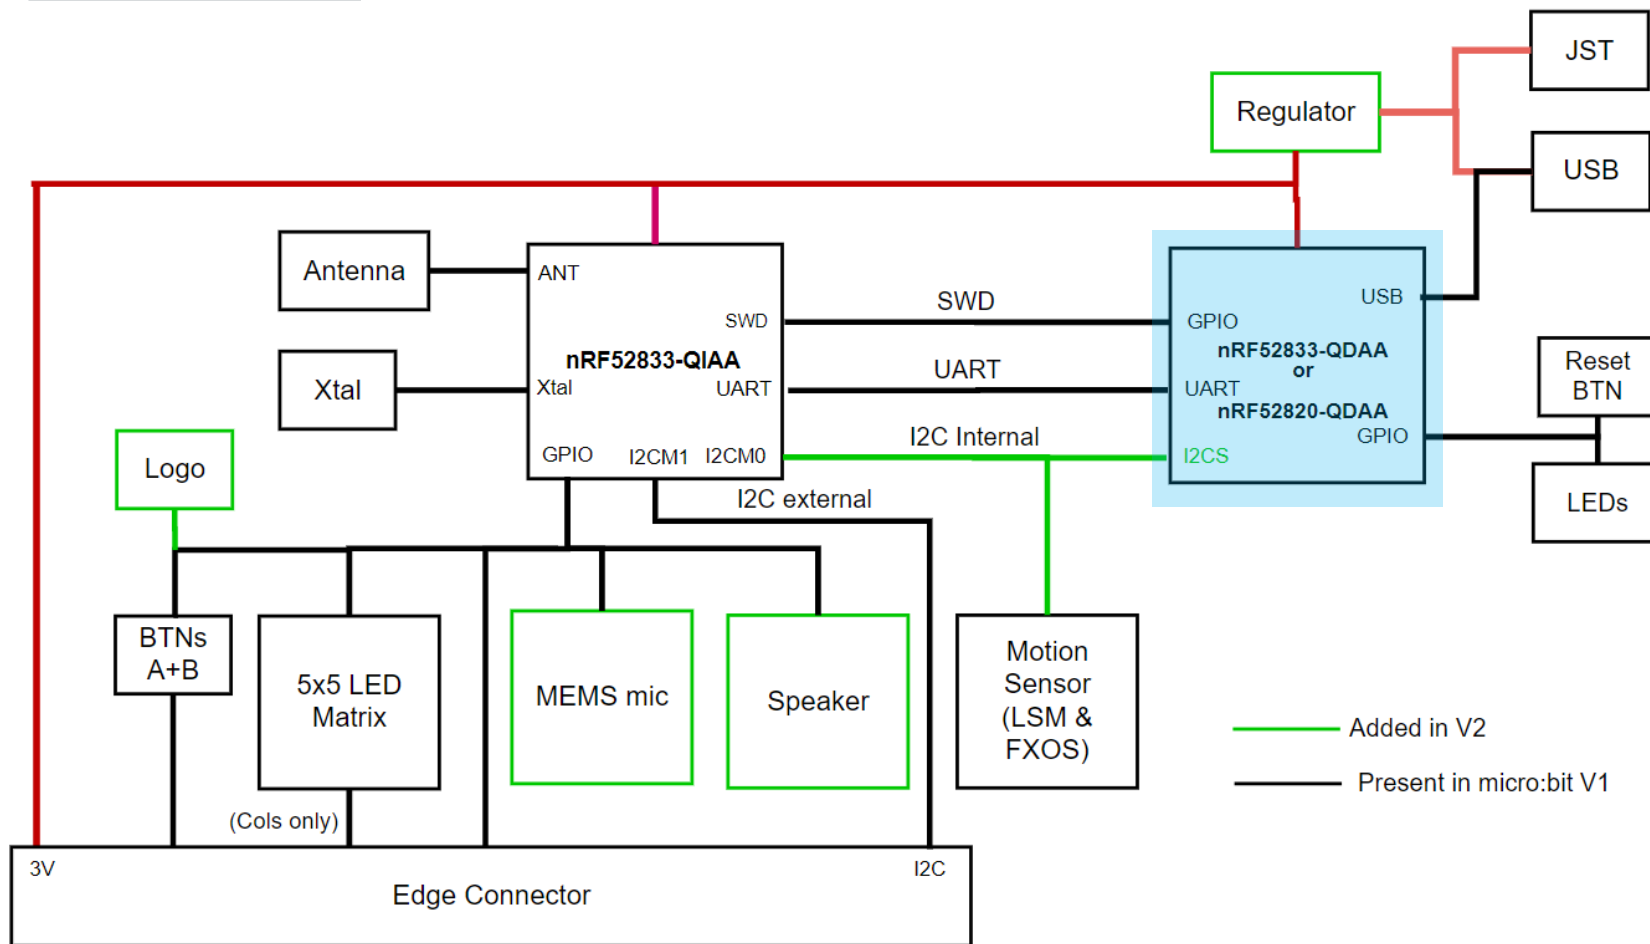 JST
Regulator
USB
Antenna
ANT
SWD
SWD
GPIO
USB
nRF52833-QIAA
nRF52833-QDAA
or
nRF52820-QDAA
Xtal
Xtal
UART
UART
UART
GPIO
Reset
BTN
Logo
GPIO
I2CM1
I2CM0
I2C Internal
I2CS
I2C external
LEDs
BTNs
A+B
5x5 LED
Matrix
MEMS mic
Speaker
Motion
Sensor
(LSM &
FXOS)
Added in V2
Present in micro:bit V1
(Cols only)
3V
I2C
Edge Connector